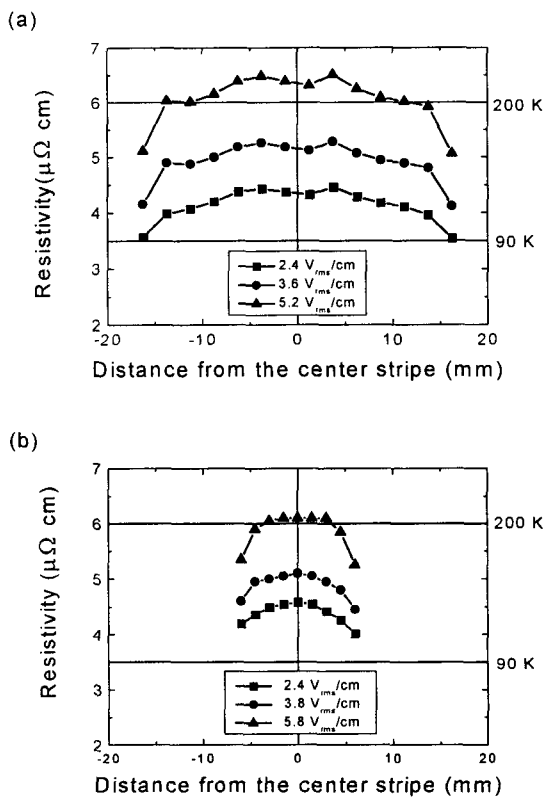 (a)
7
6
5
4
3
2
Resistivity(μΩ cm)
200 K
90 K
2.4 Vrms/cm
3.6 Vrms/cm
5.2 Vrms/cm
-20 -10 0 10 20
Distance from the center stripe (mm)
(b)
7
6
5
4
3
2
Resistivity (μΩ cm)
200 K
90 K
2.4 Vrms/cm
3.8 Vrms/cm
5.8 Vrms/cm
-20 -10 0 10 20
Distance from the center stripe (mm)